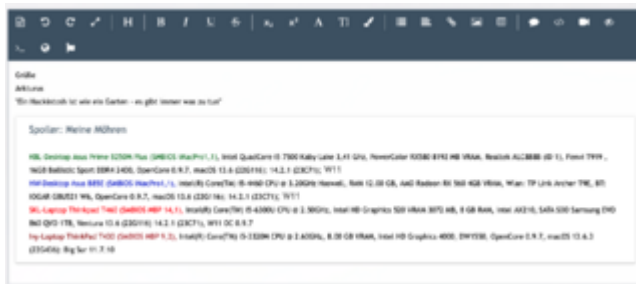 Grüße
Arkturus
"Ein Hackintosh ist wie ein Garten - es gibt immer was zu tun"
Spoiler: Meine Möhren
KBL Desktop Asus Prime B250M Plus (SMBIOS iMacPro1,1), Intel QuadCore i5 7500 Kaby Lake 3,41 Ghz, PowerColor RX580 8192 MB VRAM, Realtek ALC888B (ID 1), Fenvi T919 ,
16GB Ballistic Sport DDR4 2400, OpenCore 0.9.7, macOS 13.6 (22G116): 14.2.1 (23C71); W11
HW-Desktop Asus B85E (SMBIOS iMacPro1,1), Intel(R) Core(TM) i5-4460 CPU @ 3.20GHz Haswell, RAM 12.00 GB, AMD Radeon RX 560 4GB VRAM, Wlan: TP Link Archer T9E, BT:
IOGAR GBU521 W6, OpenCore 0.9.7, macOS 13.6 (22G116): 14.2.1 (23C71); W11
SKL-Laptop Thinkpad T460 (SMBIOS MBP 14,1), Intel(R) Core(TM) i5-6300U CPU @ 2.50GHz, Intel HD Graphics 520 VRAM 3072 MB, 8 GB RAM, Intel AX210, SATA SSD Samsung EVO
860 QVO 1TB, Ventura 13.6 (22G116) 14.2.1 (23C71), W11 OC 0.9.7
Ivy-Laptop ThinkPad T430 (SMBIOS MBP 9,2), Intel(R) Core(TM) i5-3320M CPU @ 2.60GHz, 8.00 GB VRAM, Intel HD Graphics 4000, DW1550, OpenCore 0.9.7, macOS 13.6.3
(22G436): Big Sur 11.7.10